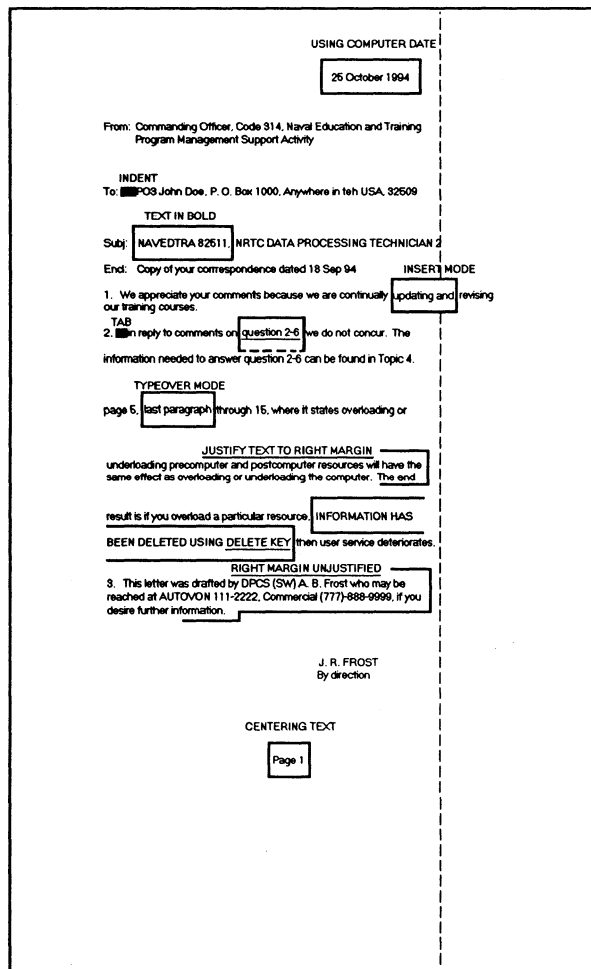 USING COMPUTER DATE
25 October 1994
From: Commanding Officer, Code 314, Naval Education and Training
Program Management Support Activity
INDENT
To: PO3 John Doe, P. O. Box 1000, Anywhere in teh USA, 32509
TEXT IN BOLD
Subj: NAVEDTRA 82511, NRTC DATA PROCESSING TECHNICIAN 2
End: Copy of your corrrespondence dated 18 Sep 94
INSERT MODE
1. We appreciate your comments because we are continually updating and revising
our training courses.
TAB
2. In reply to comments on question 2-6 we do not concur. The
information needed to answer question 2-6 can be found in Topic 4.
TYPEOVER MODE
page 5, last paragraph through 15, where it states overloading or
JUSTIFY TEXT TO RIGHT MARGIN
underloading precomputer and postcomputer resources will have the
same effect as overloading or underloading the computer. The end
result is if you overload a particular resource, INFORMATION HAS
BEEN DELETED USING DELETE KEY then user service deteriorates.
RIGHT MARGIN UNJUSTIFIED
3. This letter was drafted by DPCS (SW) A. B. Frost who may be
reached at AUTOVON 111-2222, Commercial (777)-888-9999, if you
desire further information.
J. R. FROST
By direction
CENTERING TEXT
Page 1